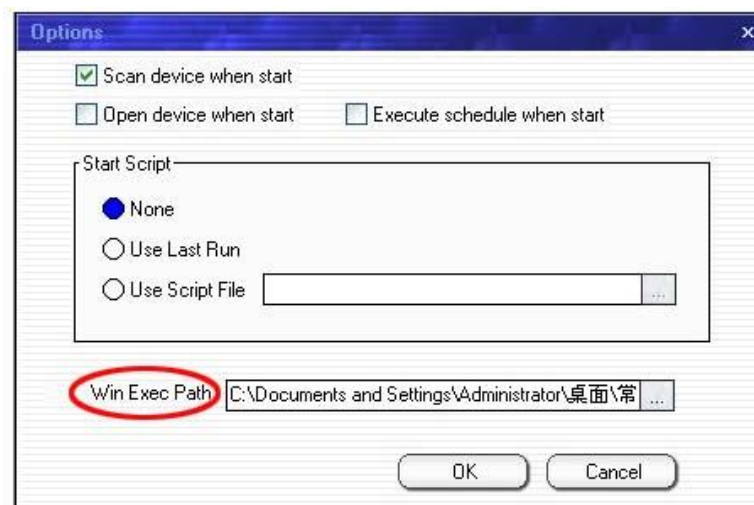 Options
Scan device when start
Open device when start Execute schedule when start
Start Script
None
Use Last Run
Use Script File ...
Win Exec Path C:\Documents and Settings\Administrator\桌面\常 ...
OK Cancel